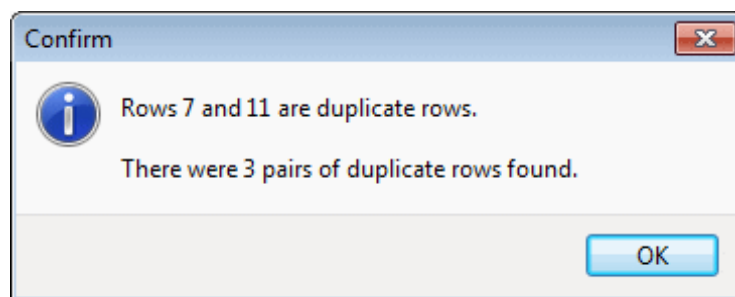 Confirm
Rows 7 and 11 are duplicate rows.
There were 3 pairs of duplicate rows found.
OK